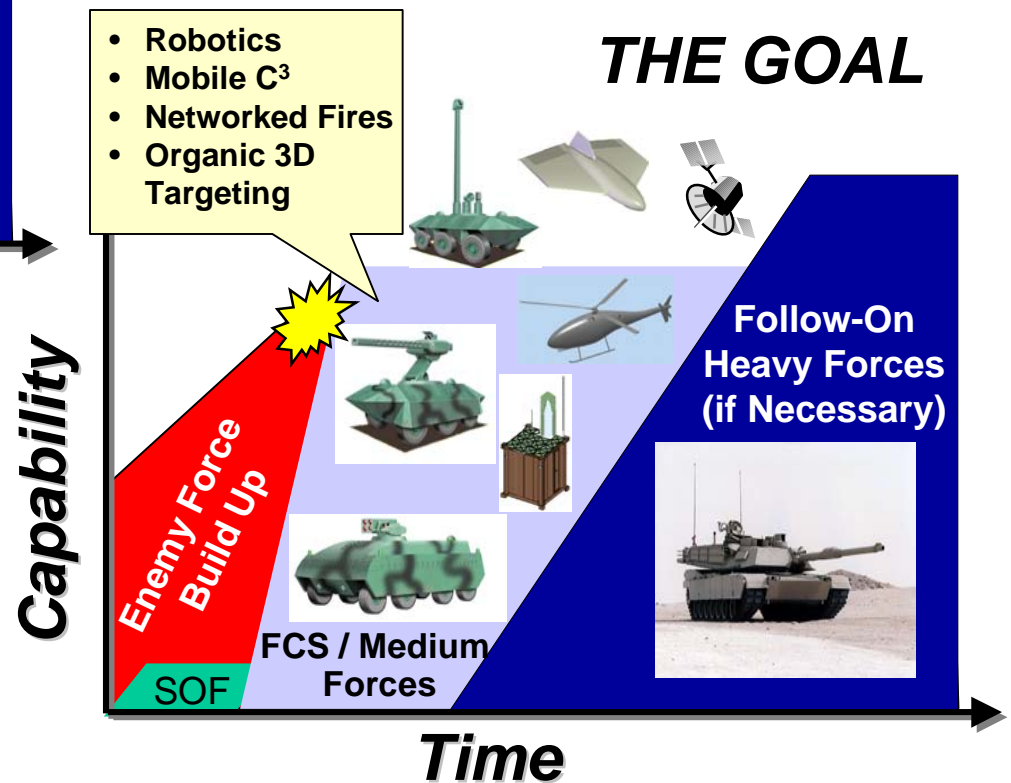 • Robotics
• Mobile C³
• Networked Fires
• Organic 3D
Targeting
THE GOAL
Capability
Enemy Force
Build Up
SOF
FCS / Medium
Forces
Follow-On
Heavy Forces
(if Necessary)
Time